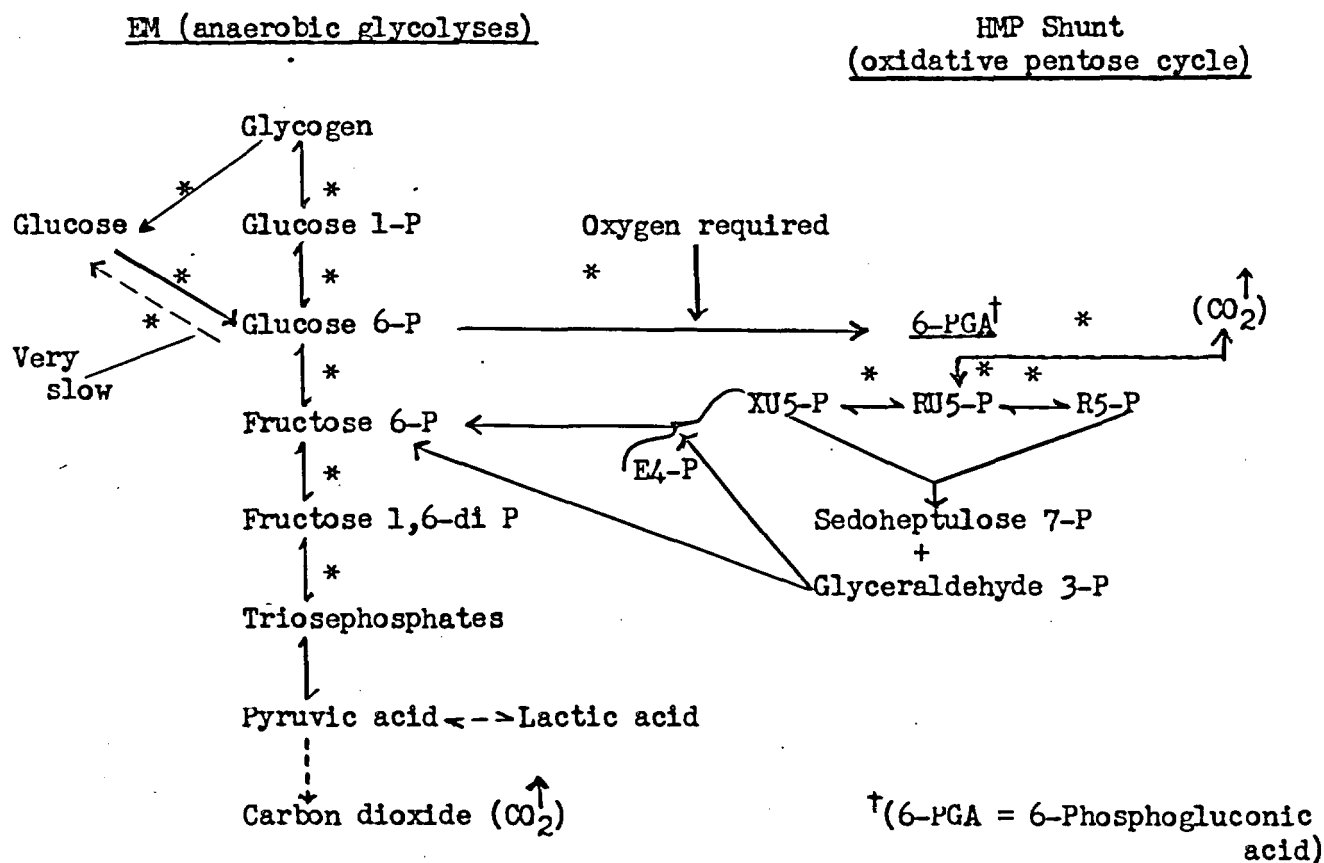 EM (anaerobic glycolyses)
HMP Shunt
(oxidative pentose cycle)
Glycogen
*
*
Glucose
Glucose 1-P
Oxygen required
*
*
*
*
Glucose 6-P
6-PGA†
*
(CO2)
Very
slow
*
*
*
*
XU5-P
RU5-P
R5-P
Fructose 6-P
E4-P
*
Fructose 1,6-di P
Sedoheptulose 7-P
+
*
Glyceraldehyde 3-P
Triosephosphates
Pyruvic acid
Lactic acid
Carbon dioxide (CO2)
†(6-PGA = 6-Phosphogluconic
acid)